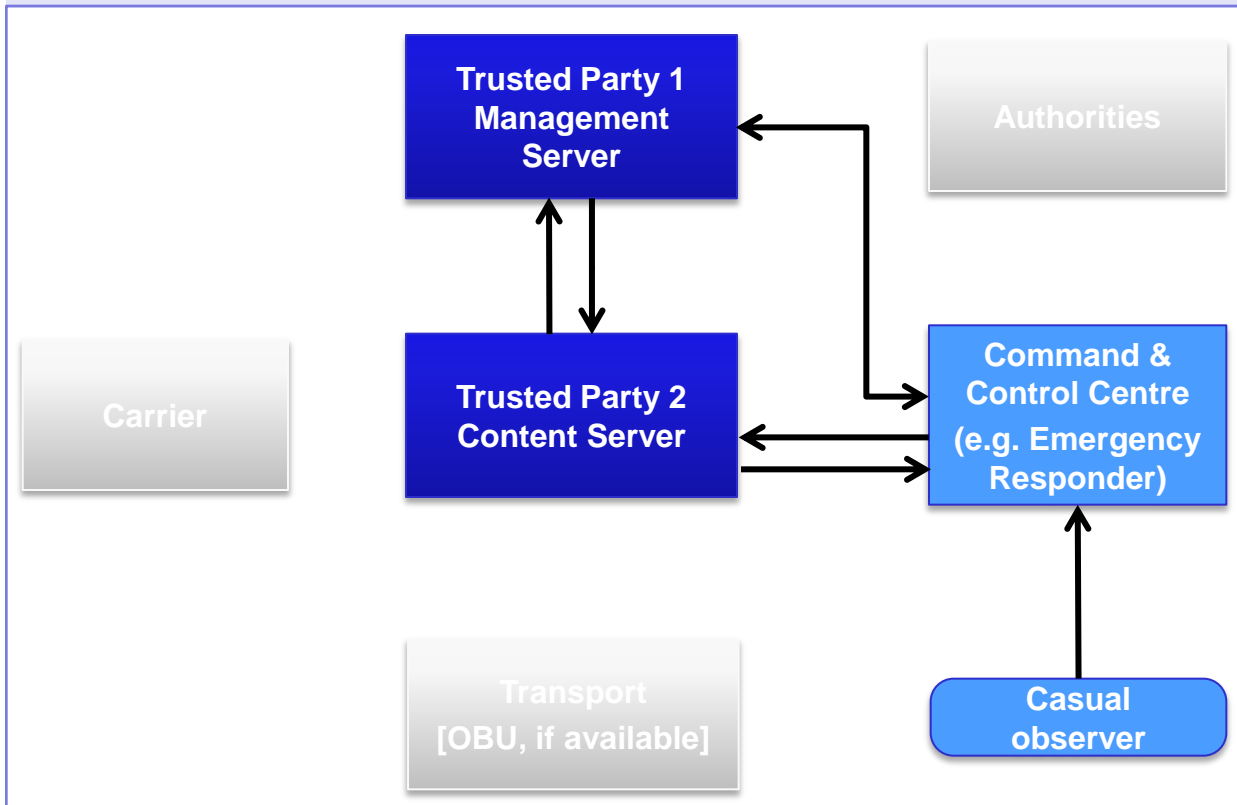 Trusted Party 1
Management
Server
Authorities
Carrier
Trusted Party 2
Content Server
Command &
Control Centre
(e.g. Emergency
Responder)
Transport
[OBU, if available]
Casual
observer